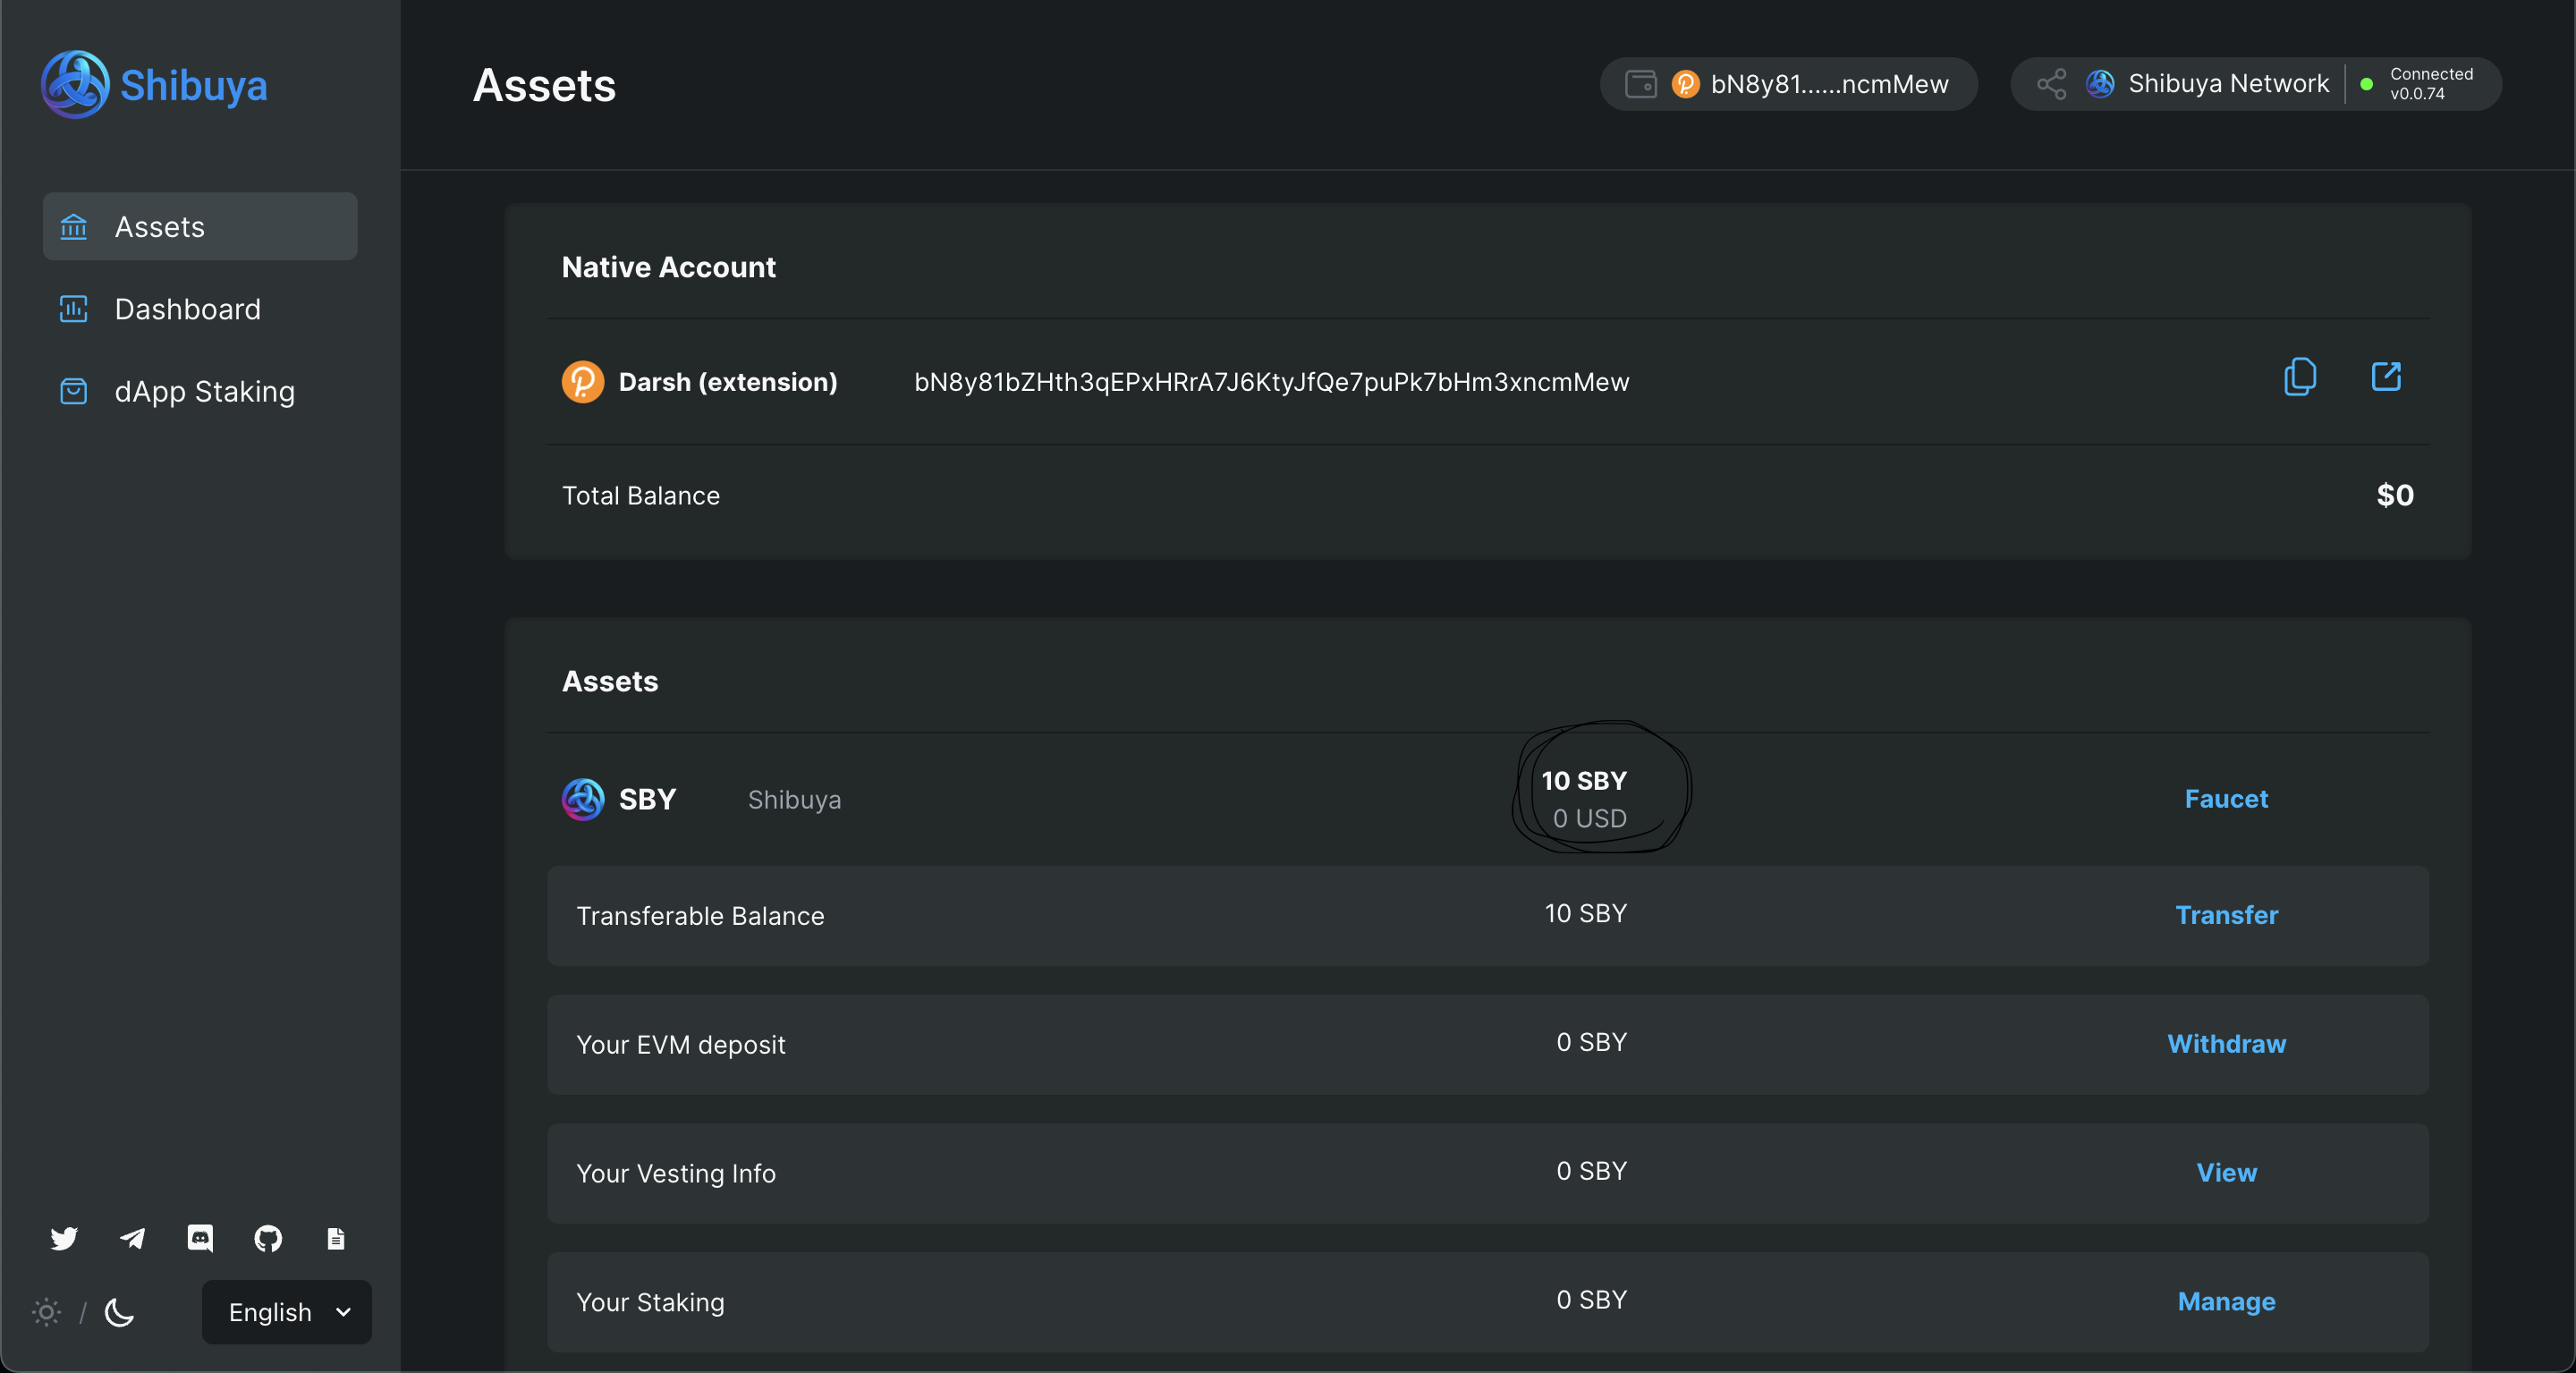 Shibuya
Assets
Dashboard
dApp Staking
English
Assets
bN8y81......ncmMew
Shibuya Network
Connected
v0.0.74
Native Account
Darsh (extension) bN8y81bZHth3qEPxHRrA7J6KtyJfQe7puPk7bHm3xncmMew
Total Balance $0
Assets
SBY Shibuya 10 SBY Faucet
0 USD
Transferable Balance 10 SBY Transfer
Your EVM deposit 0 SBY Withdraw
Your Vesting Info 0 SBY View
Your Staking 0 SBY Manage